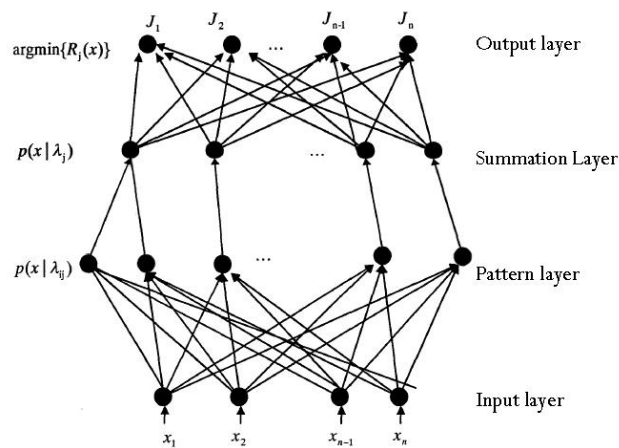 J₁ J₂ ... Jₙ₋₁ Jₙ
argmin{Rⱼ(x)} Output layer
p(x | λⱼ) ... Summation Layer
p(x | λᵢⱼ) ... Pattern layer
Input layer
x₁ x₂ xₙ₋₁ xₙ